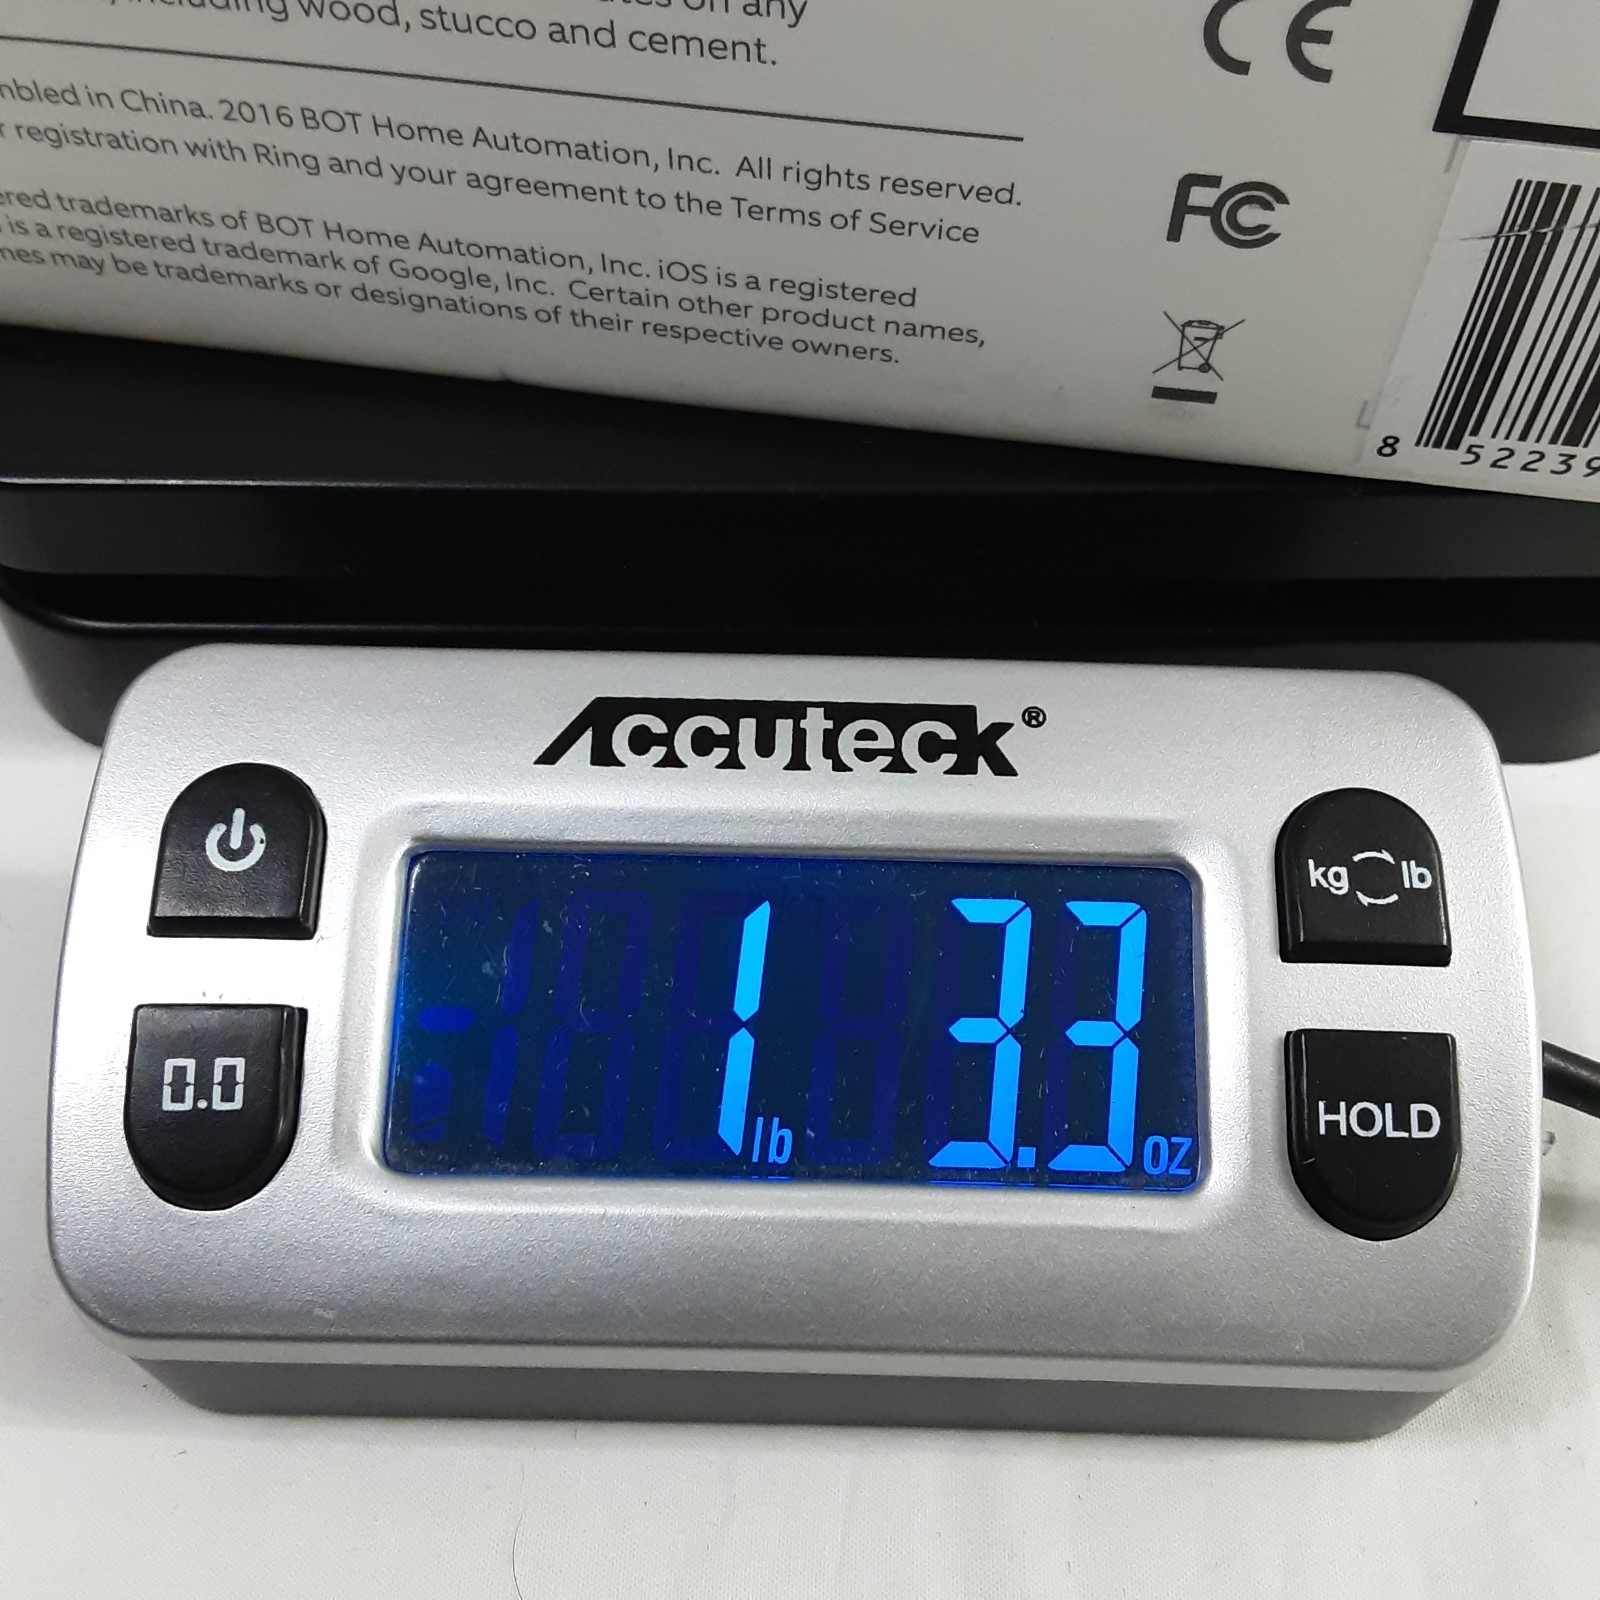 on any
including wood, stucco and cement.
in China. 2016 BOT Home Automation, Inc. All rights reserved.
registration with Ring and your agreement to the Terms of Service
trademarks of BOT Home Automation, Inc. iOS is a registered
is a registered trademark of Google, Inc. Certain other product names,
may be trademarks or designations of their respective owners.
CE
FC
8 52239
Accuteck®
kg lb
0.0
HOLD
1 lb 3.3 oz